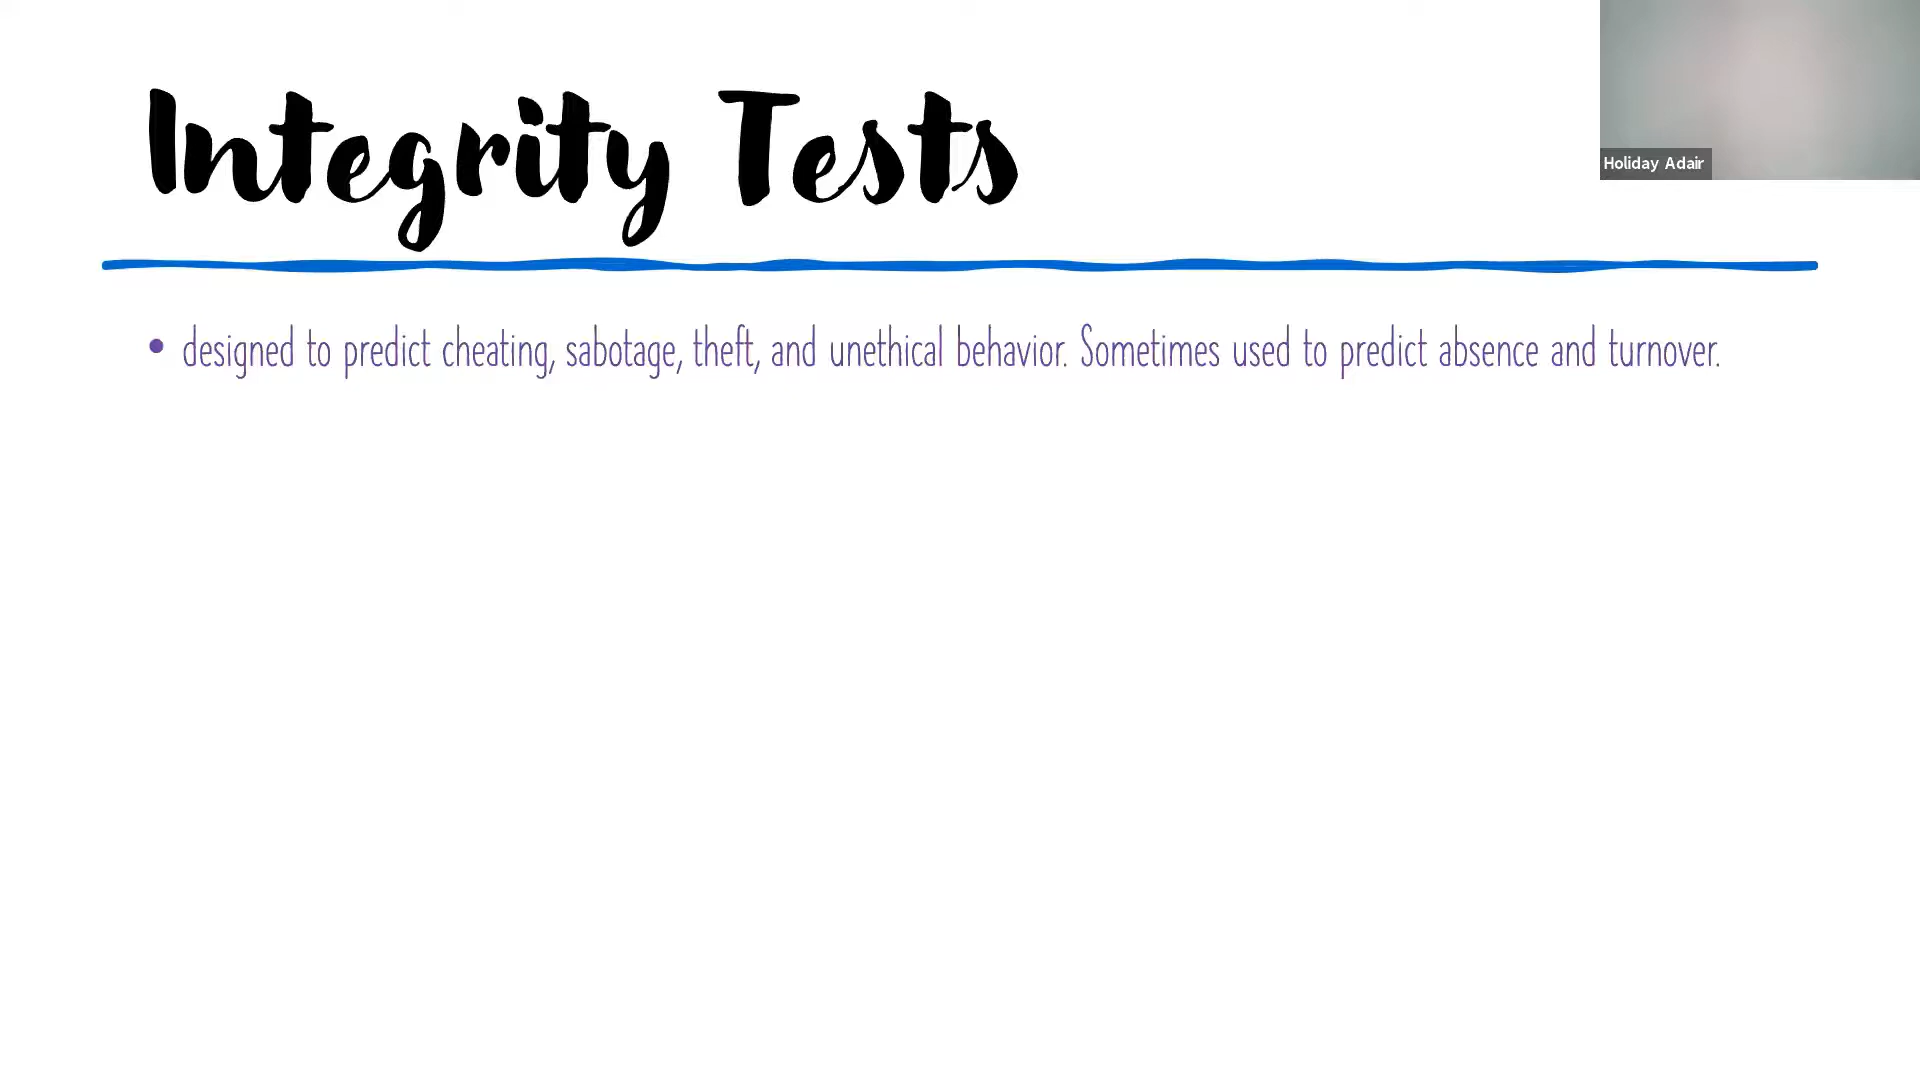 Integrity Tests
Holiday Adair
• designed to predict cheating, sabotage, theft, and unethical behavior. Sometimes used to predict absence and turnover.